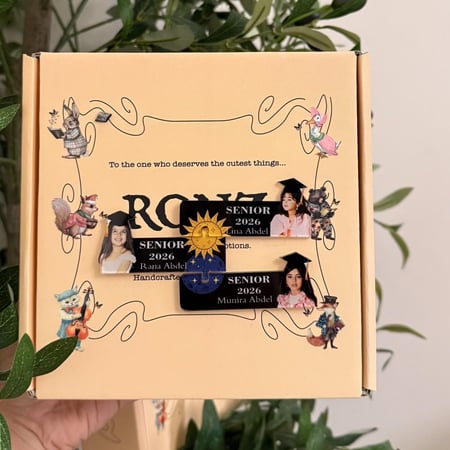 To the one who deserves the cutest things...
SENIOR
2026
Lina Abdel
SENIOR
2026
Rana Abdel
SENIOR
2026
Munira Abdel
Handcrafte